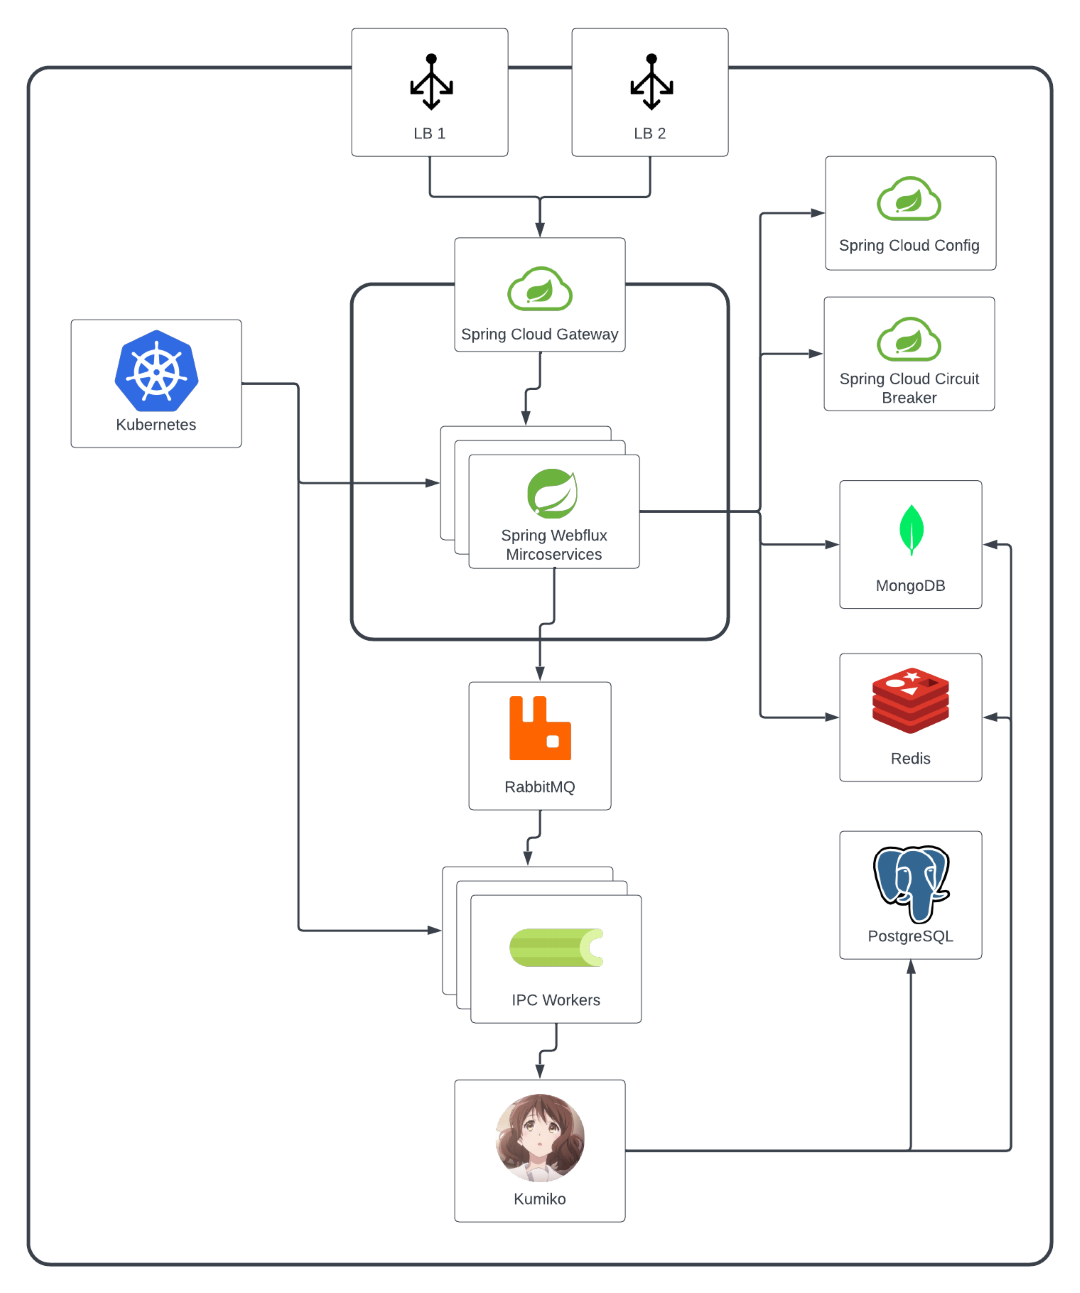 LB 1
LB 2
Spring Cloud Config
Spring Cloud Gateway
Spring Cloud Circuit
Breaker
Kubernetes
Spring Webflux
Mircoservices
MongoDB
Redis
RabbitMQ
PostgreSQL
IPC Workers
Kumiko